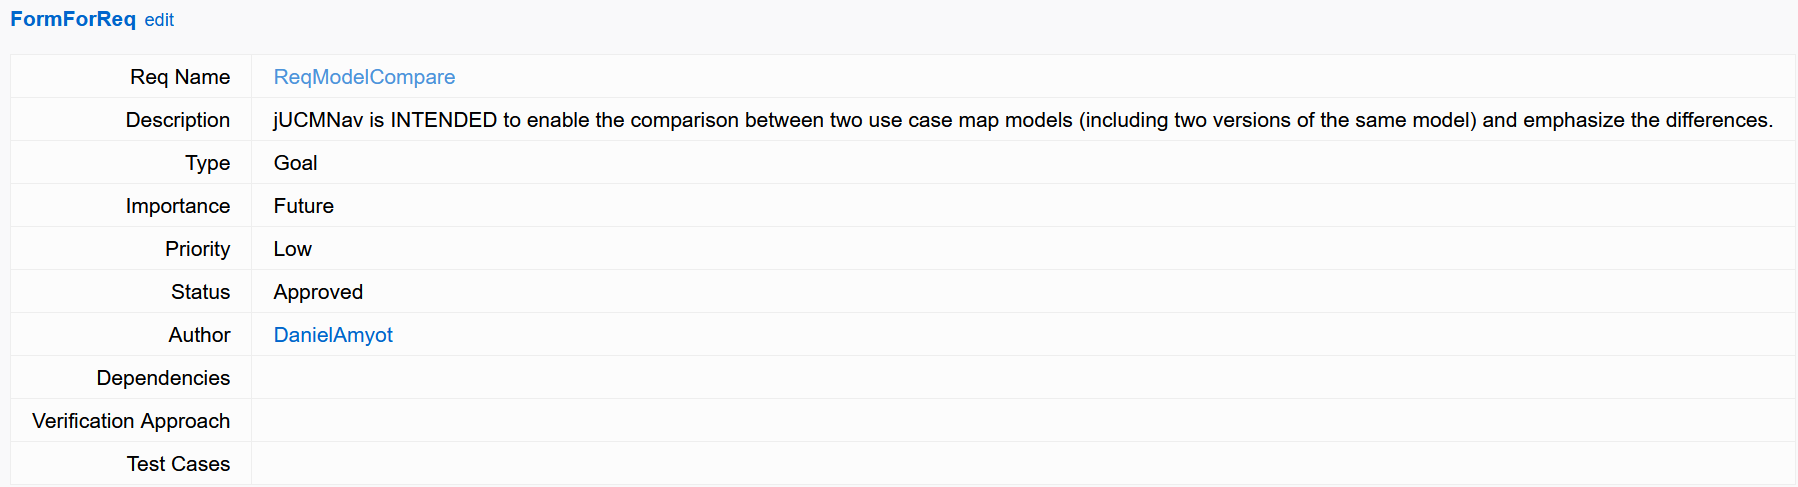 FormForReq edit
Req Name ReqModelCompare
Description jUCMNav is INTENDED to enable the comparison between two use case map models (including two versions of the same model) and emphasize the differences.
Type Goal
Importance Future
Priority Low
Status Approved
Author DanielAmyot
Dependencies
Verification Approach
Test Cases